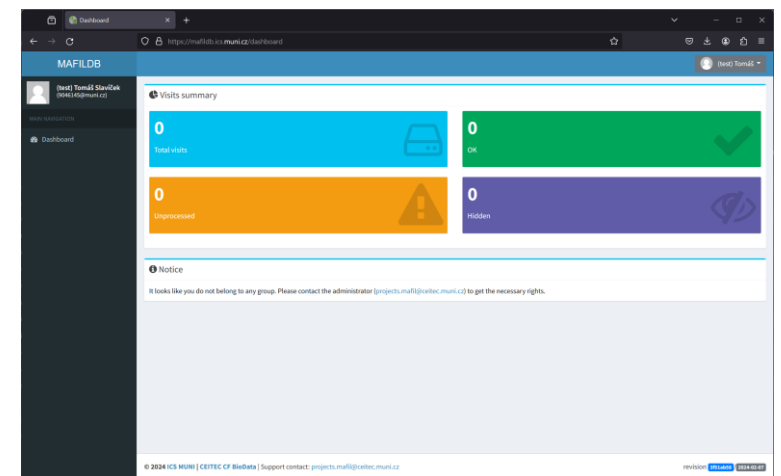 Dashboard
https://mafildb.ics.muni.cz/dashboard
MAFILDB
(test) Tomáš
(test) Tomáš Slavíček
(9046145@muni.cz)
MAIN NAVIGATION
Dashboard
Visits summary
0
Total visits
0
OK
0
Unprocessed
0
Hidden
Notice
It looks like you do not belong to any group. Please contact the administrator (projects.mafil@ceitec.muni.cz) to get the necessary rights.
© 2024 ICS MUNI | CEITEC CF BioData | Support contact: projects.mafil@ceitec.muni.cz
revision